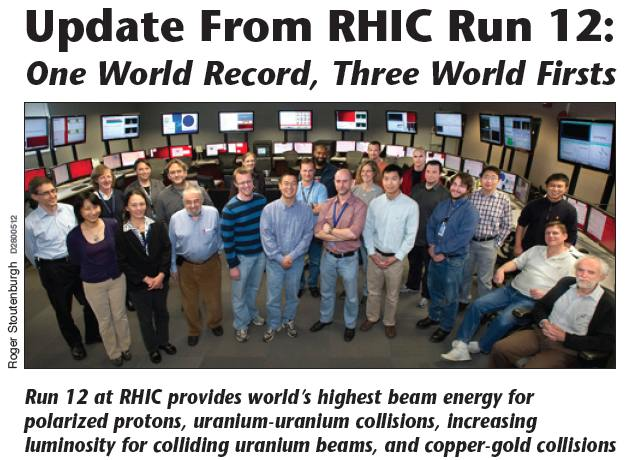 Update From RHIC Run 12:
One World Record, Three World Firsts
Roger Stoutenburgh D2800512
Run 12 at RHIC provides world's highest beam energy for
polarized protons, uranium-uranium collisions, increasing
luminosity for colliding uranium beams, and copper-gold collisions